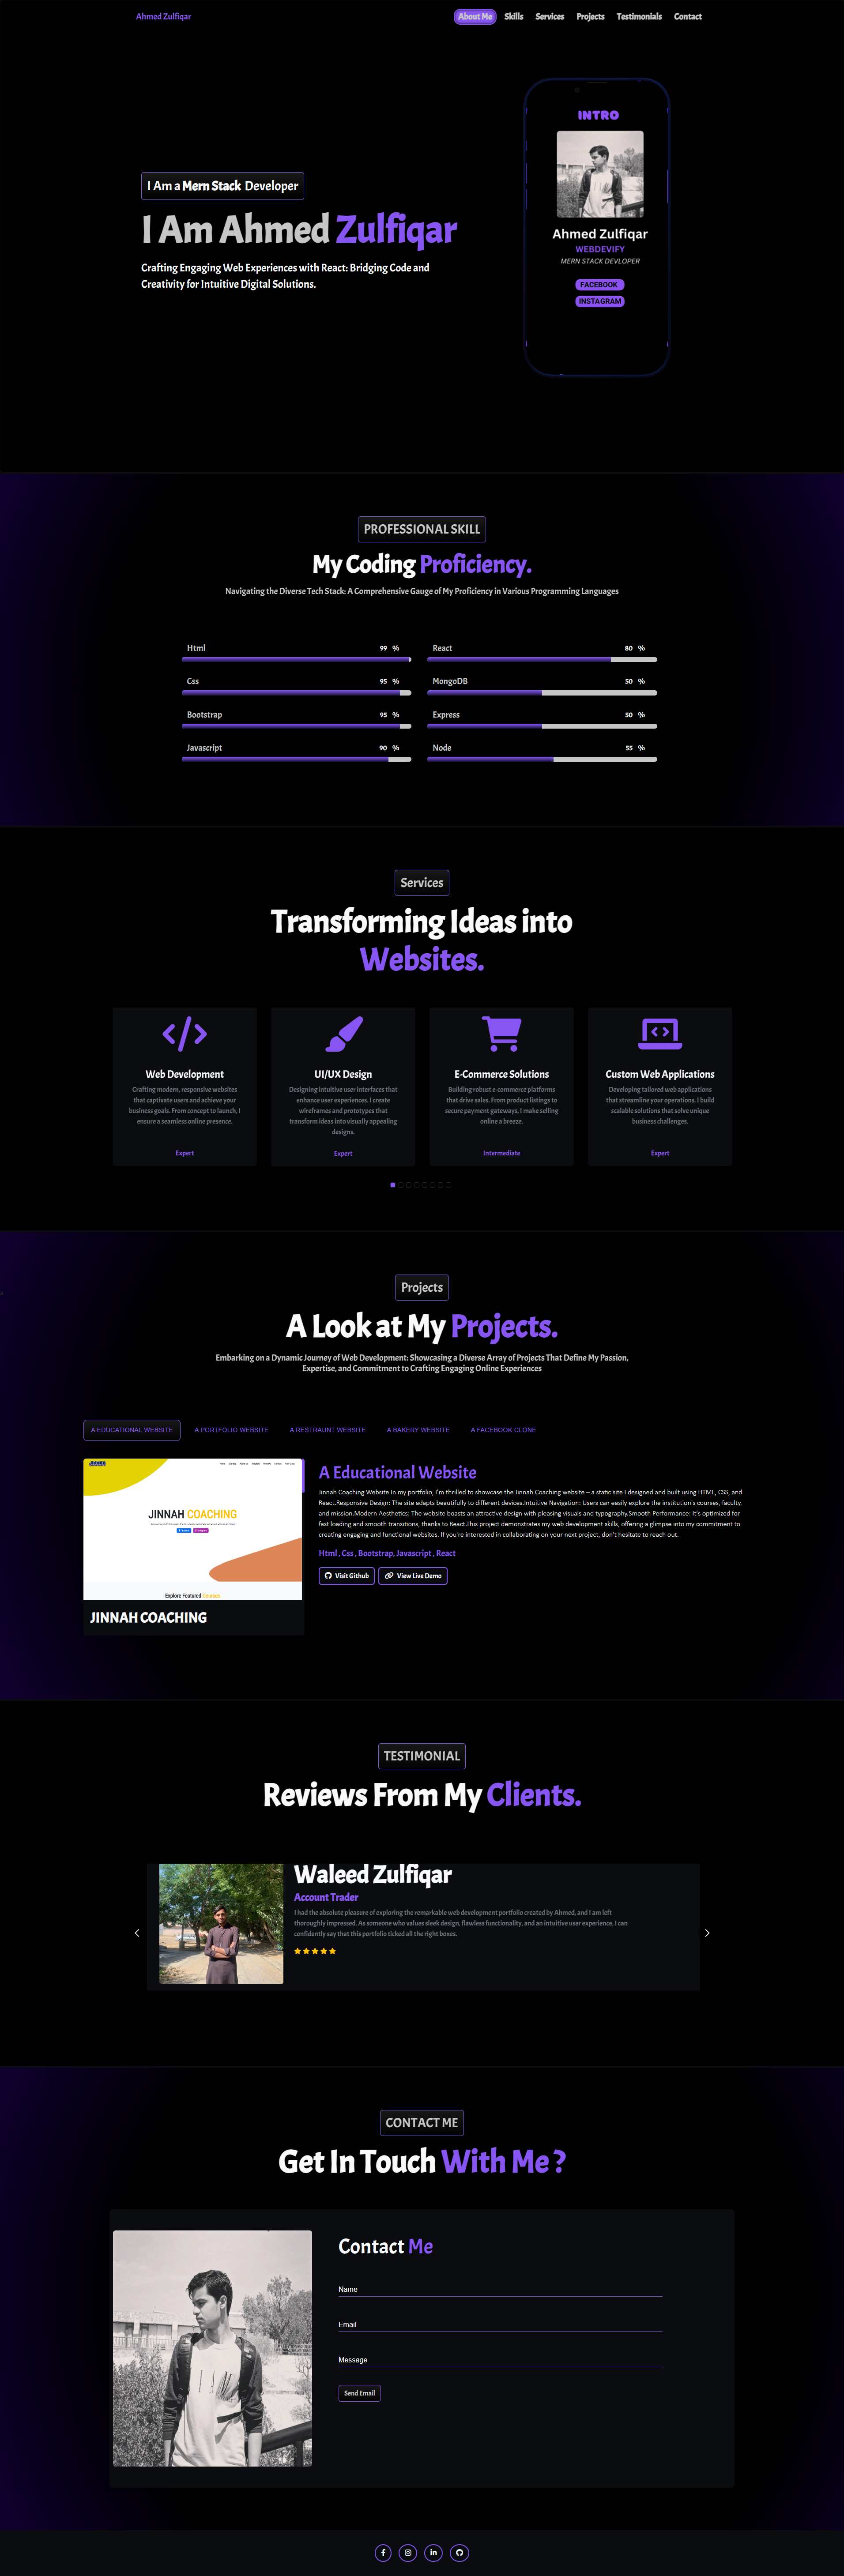 Ahmed Zulfiqar
About Me Skills Services Projects Testimonials Contact
I Am a Mern Stack Developer
I Am Ahmed Zulfiqar
Crafting Engaging Web Experiences with React: Bridging Code and
Creativity for Intuitive Digital Solutions.
INTRO
Ahmed Zulfiqar
WEBDEVIFY
MERN STACK DEVLOPER
FACEBOOK
INSTAGRAM
PROFESSIONAL SKILL
My Coding Proficiency.
Navigating the Diverse Tech Stack: A Comprehensive Gauge of My Proficiency in Various Programming Languages
Html 99 %
React 80 %
Css 95 %
MongoDB 50 %
Bootstrap 95 %
Express 50 %
Javascript 90 %
Node 55 %
Services
Transforming Ideas into
Websites.
Web Development
Crafting modern, responsive websites
that captivate users and achieve your
business goals. From concept to launch, I
ensure a seamless online presence.
Expert
UI/UX Design
Designing intuitive user interfaces that
enhance user experiences. I create
wireframes and prototypes that
transform ideas into visually appealing
designs.
Expert
E-Commerce Solutions
Building robust e-commerce platforms
that drive sales. From product listings to
secure payment gateways, I make selling
online a breeze.
Intermediate
Custom Web Applications
Developing tailored web applications
that streamline your operations. I build
scalable solutions that solve unique
business challenges.
Expert
Projects
A Look at My Projects.
Embarking on a Dynamic Journey of Web Development: Showcasing a Diverse Array of Projects That Define My Passion,
Expertise, and Commitment to Crafting Engaging Online Experiences
A EDUCATIONAL WEBSITE A PORTFOLIO WEBSITE A RESTRAUNT WEBSITE A BAKERY WEBSITE A FACEBOOK CLONE
JINNAH COACHING
Explore Featured Courses
JINNAH COACHING
A Educational Website
Jinnah Coaching Website In my portfolio, I'm thrilled to showcase the Jinnah Coaching website – a static site I designed and built using HTML, CSS, and
React.Responsive Design: The site adapts beautifully to different devices.Intuitive Navigation: Users can easily explore the institution's courses, faculty,
and mission.Modern Aesthetics: The website boasts an attractive design with pleasing visuals and typography.Smooth Performance: It's optimized for
fast loading and smooth transitions, thanks to React.This project demonstrates my web development skills, offering a glimpse into my commitment to
creating engaging and functional websites. If you're interested in collaborating on your next project, don't hesitate to reach out.
Html , Css , Bootstrap, Javascript , React
Visit Github View Live Demo
TESTIMONIAL
Reviews From My Clients.
Waleed Zulfiqar
Account Trader
I had the absolute pleasure of exploring the remarkable web development portfolio created by Ahmed, and I am left
thoroughly impressed. As someone who values sleek design, flawless functionality, and an intuitive user experience, I can
confidently say that this portfolio ticked all the right boxes.
CONTACT ME
Get In Touch With Me ?
Contact Me
Name
Email
Message
Send Email